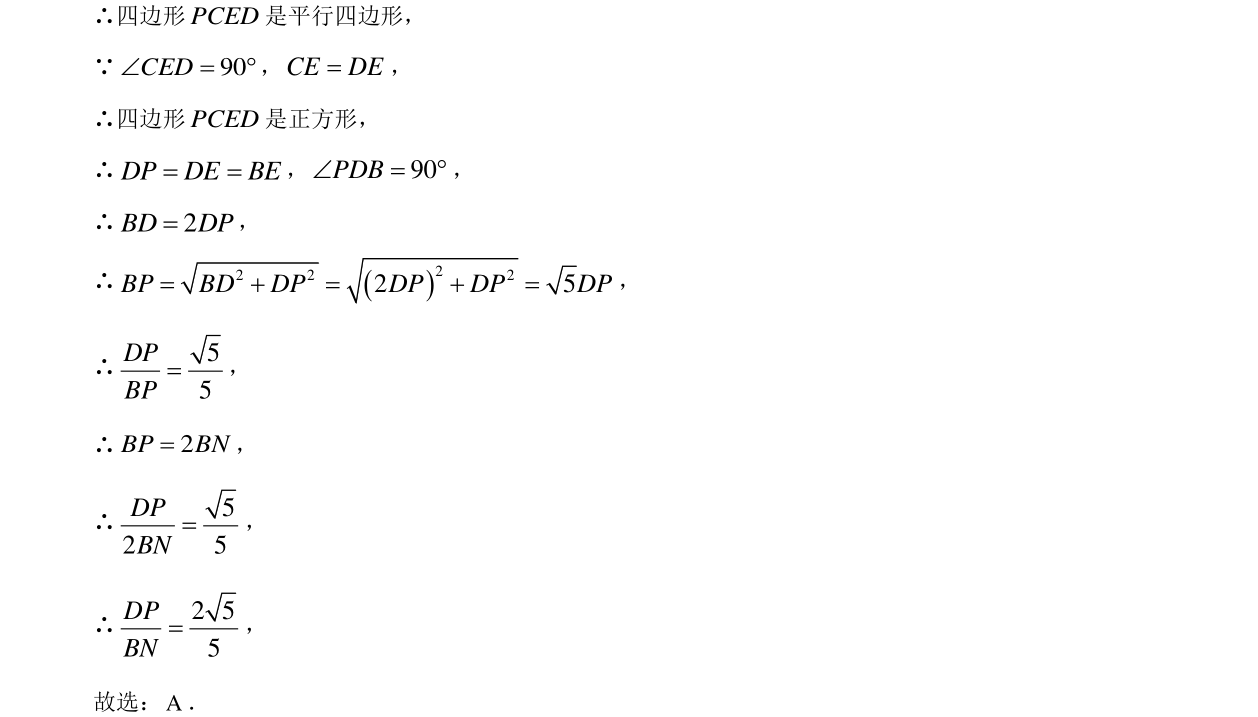 ∴四边形 PCED 是平行四边形，
∵ ∠CED = 90°， CE = DE ，
∴四边形 PCED 是正方形，
∴ DP = DE = BE ， ∠PDB = 90° ，
∴ BD = 2DP ，
∴ BP = √(BD² + DP²) = √((2DP)² + DP²) = √5DP ，
∴ DP/BP = √5/5 ，
∴ BP = 2BN ，
∴ DP/2BN = √5/5 ，
∴ DP/BN = 2√5/5 ，
故选： A ．